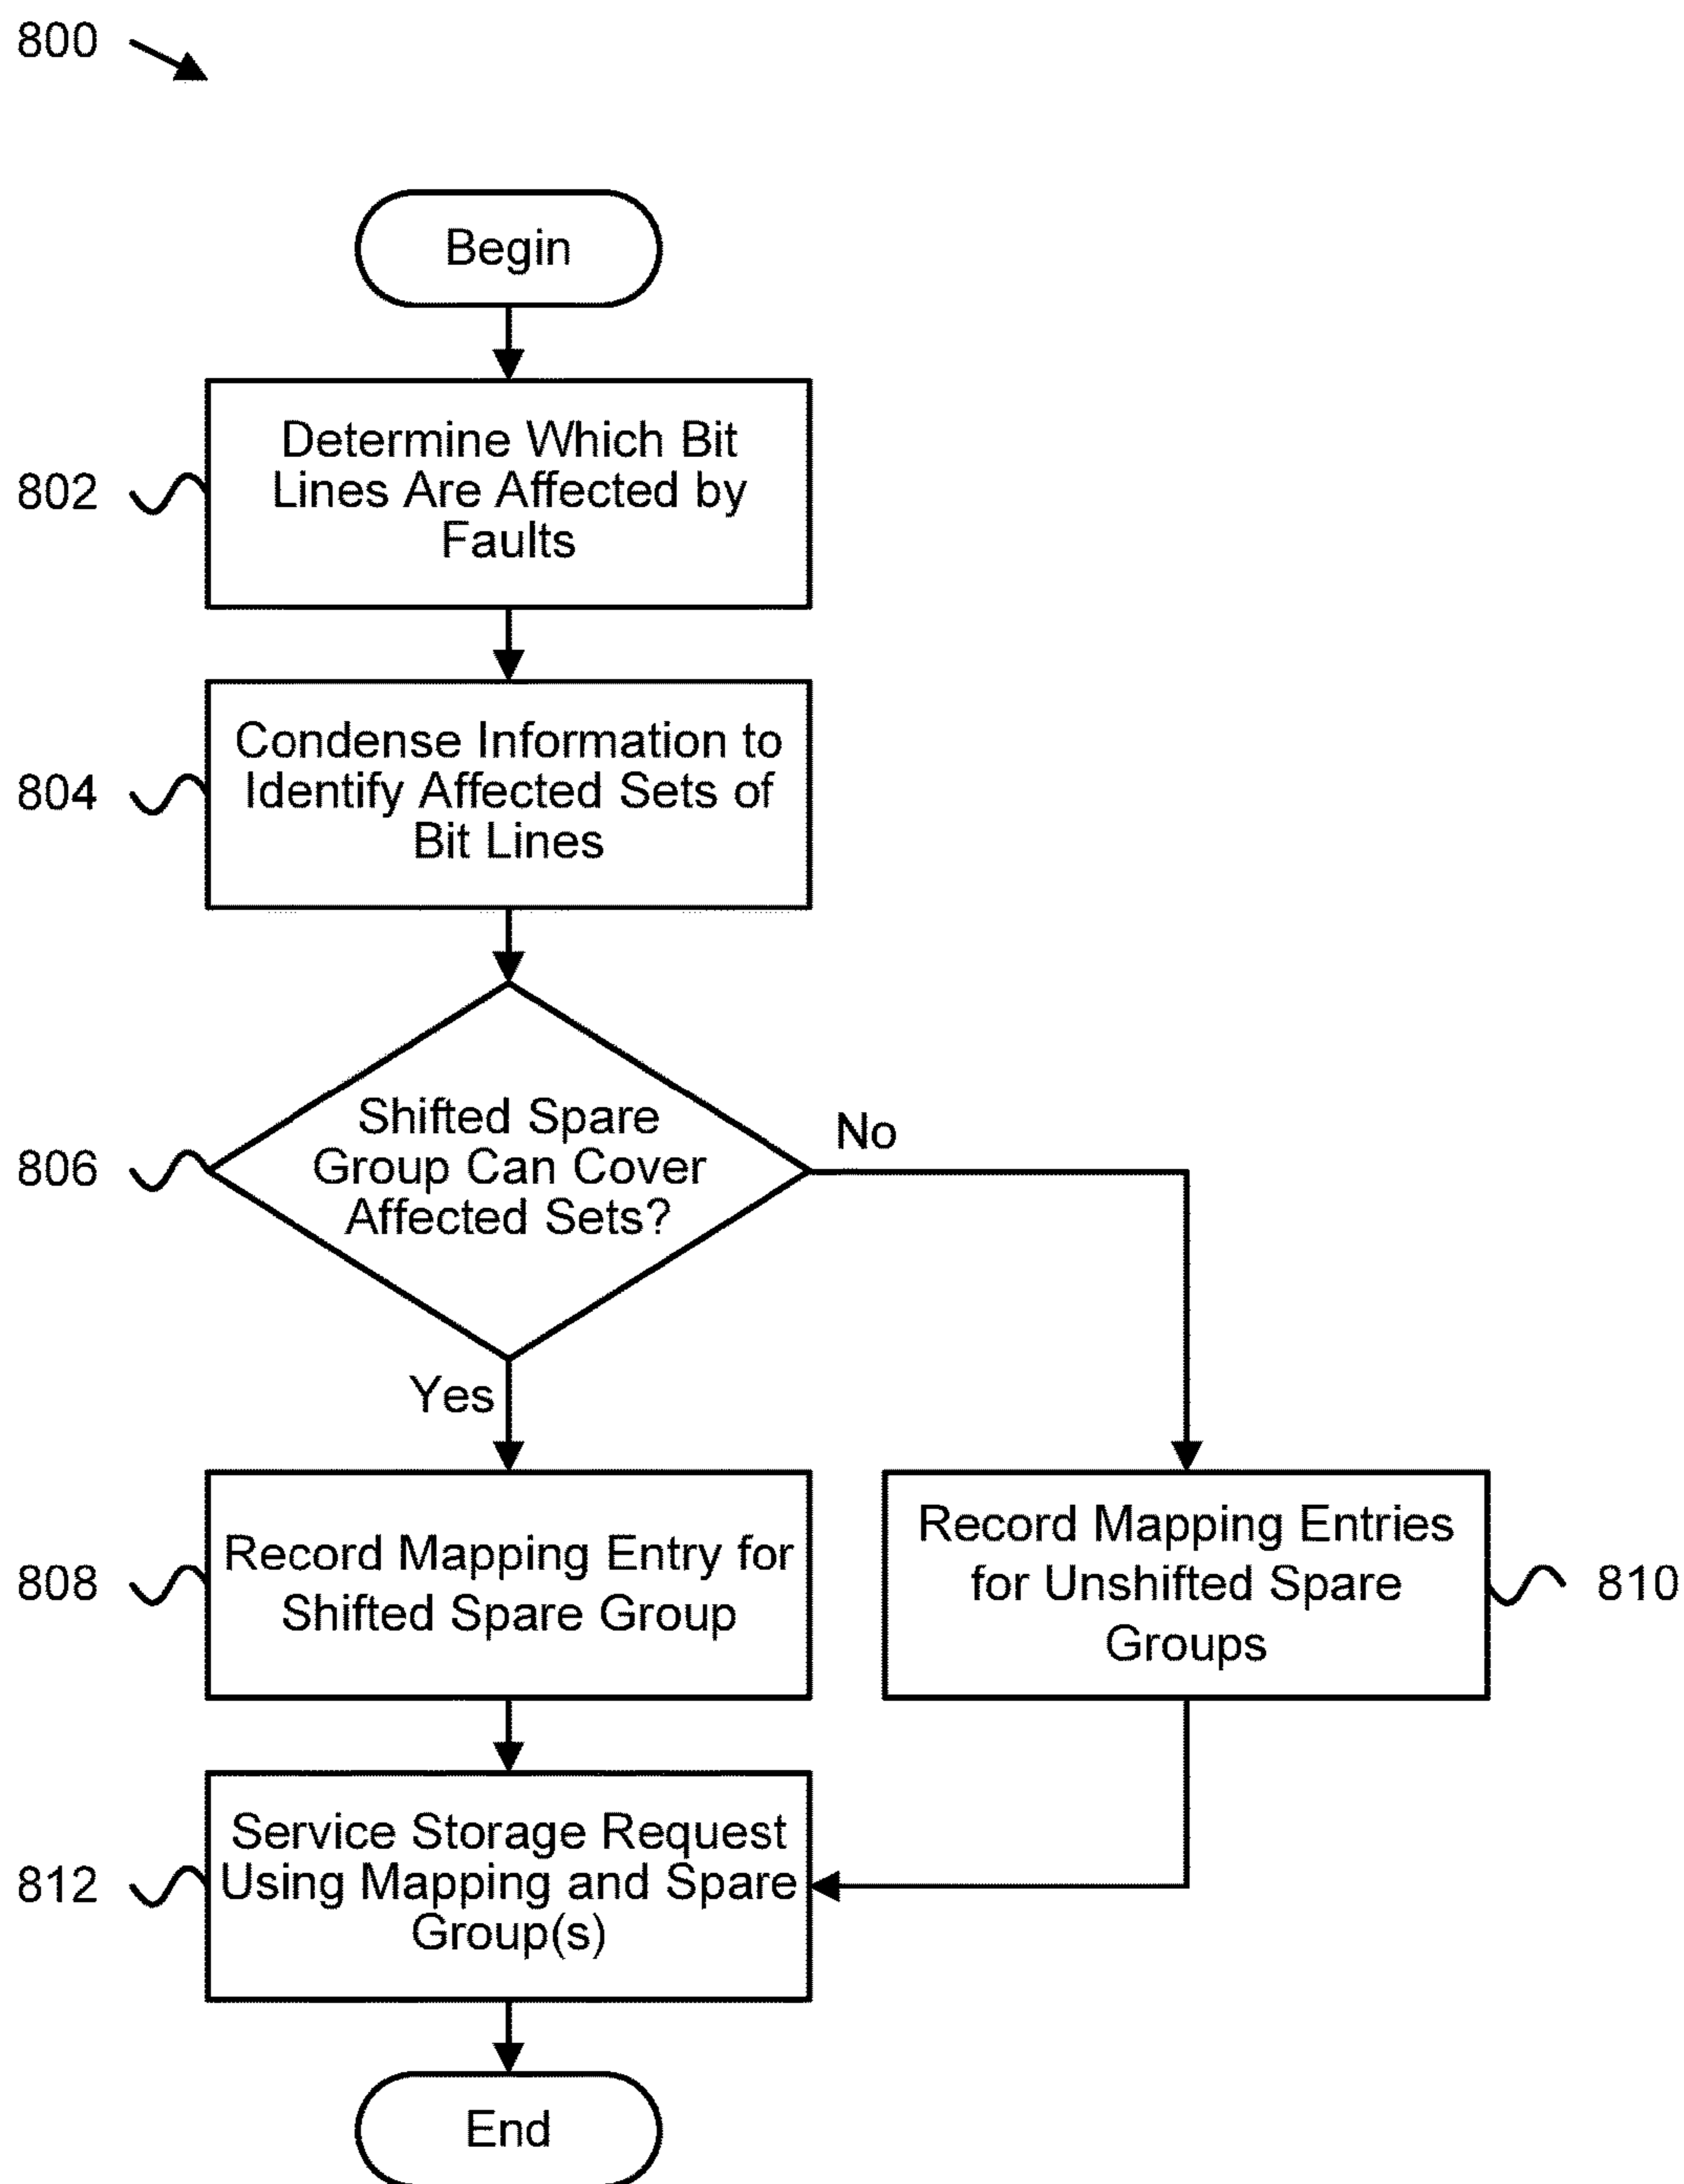 800
Begin
802
Determine Which Bit
Lines Are Affected by
Faults
804
Condense Information to
Identify Affected Sets of
Bit Lines
806
Shifted Spare
Group Can Cover
Affected Sets?
No
Yes
808
Record Mapping Entry for
Shifted Spare Group
Record Mapping Entries
for Unshifted Spare
Groups
810
812
Service Storage Request
Using Mapping and Spare
Group(s)
End